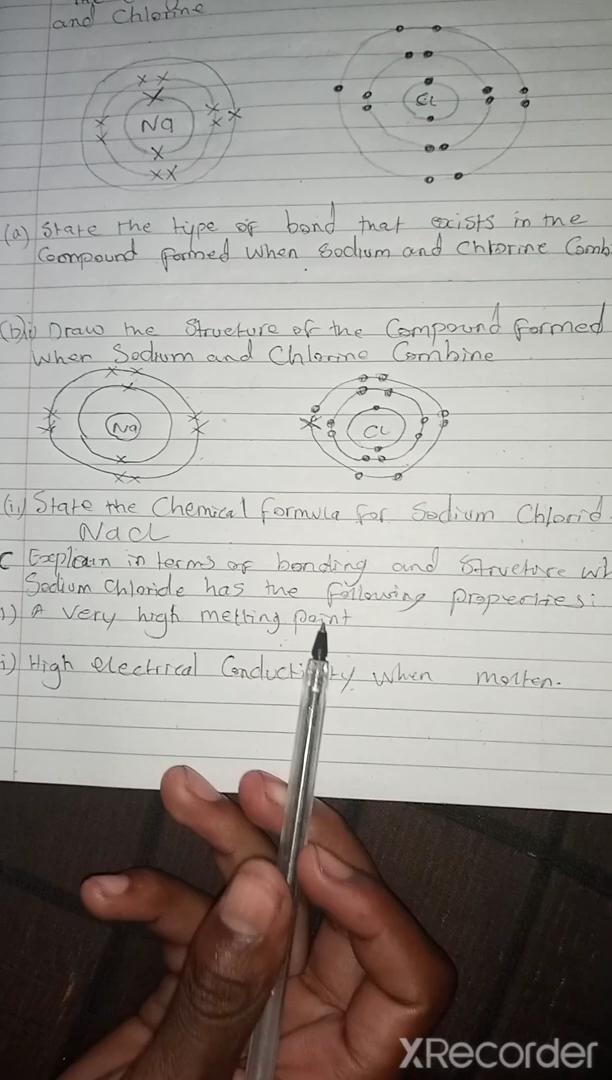 and Chlorine
Na
Cl
(a) State the type of bond that exists in the
Compound formed when Sodium and Chlorine Comb
(b)i) Draw the Structure of the Compound formed
when Sodium and Chlorine Combine
Na
Cl
(ii) State the Chemical formula for Sodium Chlorid
NaCl
C Explain in terms of bonding and Structure wh
Sodium Chloride has the following properties:
i) A very high melting point
i) High electrical Conductivity when molten.
XRecorder